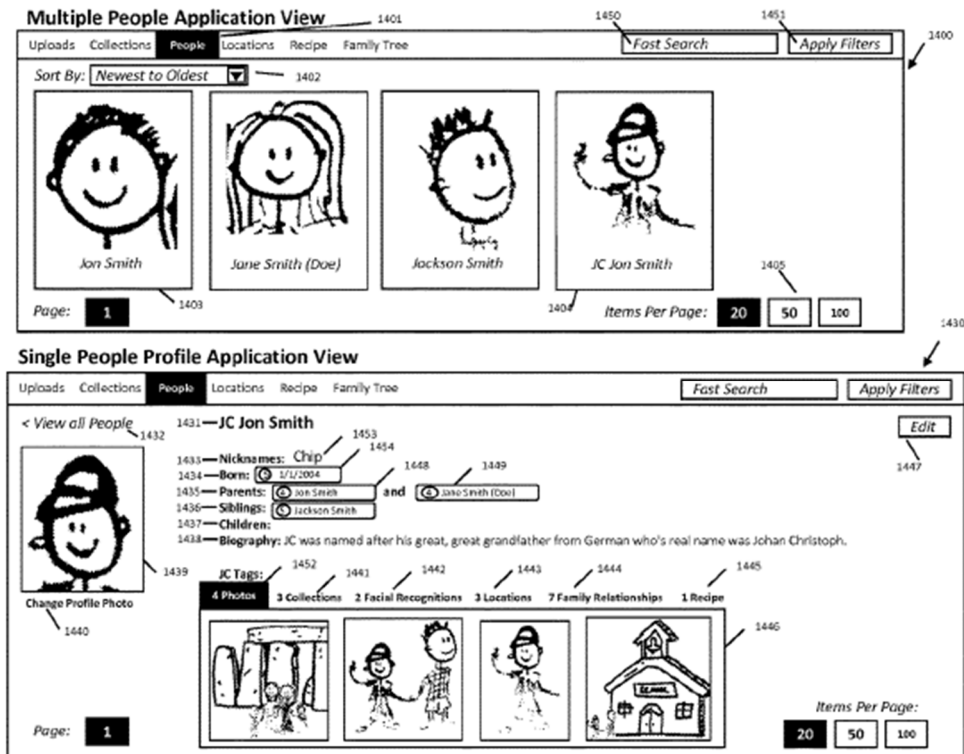 Multiple People Application View
1401
1450
1451
1400
Uploads Collections People Locations Recipe Family Tree Fast Search Apply Filters
Sort By: Newest to Oldest 1402
Jon Smith Jane Smith (Doe) Jackson Smith JC Jon Smith
1403
1404
1405
Page: 1 Items Per Page: 20 50 100
1430
Single People Profile Application View
Uploads Collections People Locations Recipe Family Tree Fast Search Apply Filters
< View all People 1431 JC Jon Smith Edit
1432
1453
1447
1433 Nicknames: Chip
1454
1448
1449
1434 Born: 1/1/2004
1435 Parents: Jon Smith and Jane Smith (Doe)
1436 Siblings: Jackson Smith
1437 Children:
1438 Biography: JC was named after his great, great grandfather from German who's real name was Johan Christoph.
1439
1452
1441
1442
1443
1444
1445
JC Tags:
4 Photos 3 Collections 2 Facial Recognitions 3 Locations 7 Family Relationships 1 Recipe
Change Profile Photo
1440
1446
Page: 1
Items Per Page:
20 50 100